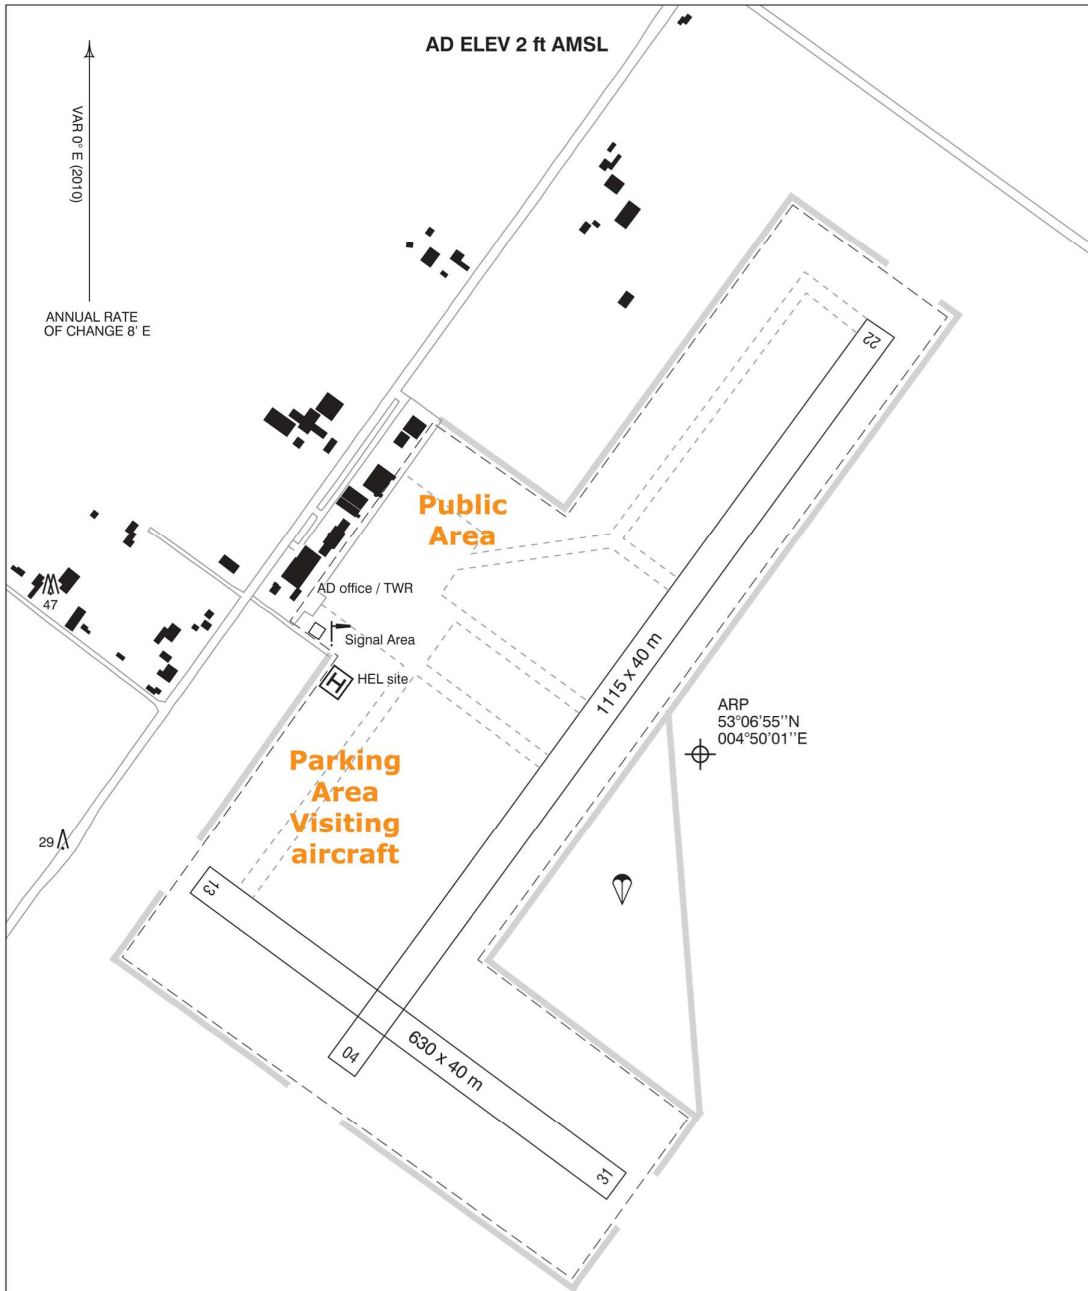 AD ELEV 2 ft AMSL
VAR 0° E (2010)
ANNUAL RATE
OF CHANGE 8' E
22
Public
Area
AD office / TWR
47
Signal Area
HEL site
1115 x 40 m
ARP
53°06'55''N
004°50'01''E
Parking
Area
Visiting
aircraft
29
13
04
630 x 40 m
31
H